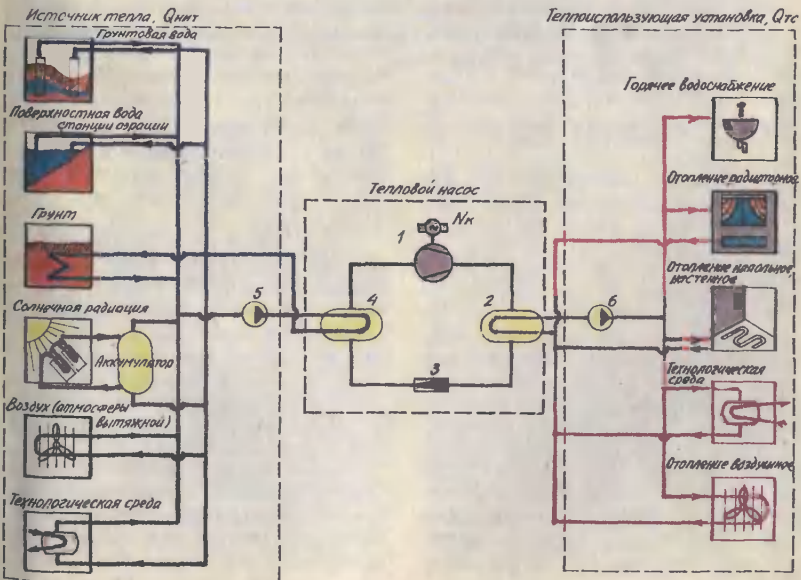 Источник тепла, Qнит
Грунтовая вода
Поверхностная вода
станции аэрации
Грунт
Солнечная радиация
Аккумулятор
Воздух (атмосферы
вытяжной)
Технологическая среда
5
Тепловой насос
1
Nк
4
2
3
6
Теплоиспользующая установка, Qтс
Горячее водоснабжение
Отопление радиаторное
Отопление напольное,
настенное
Технологическая
среда
Отопление воздушное